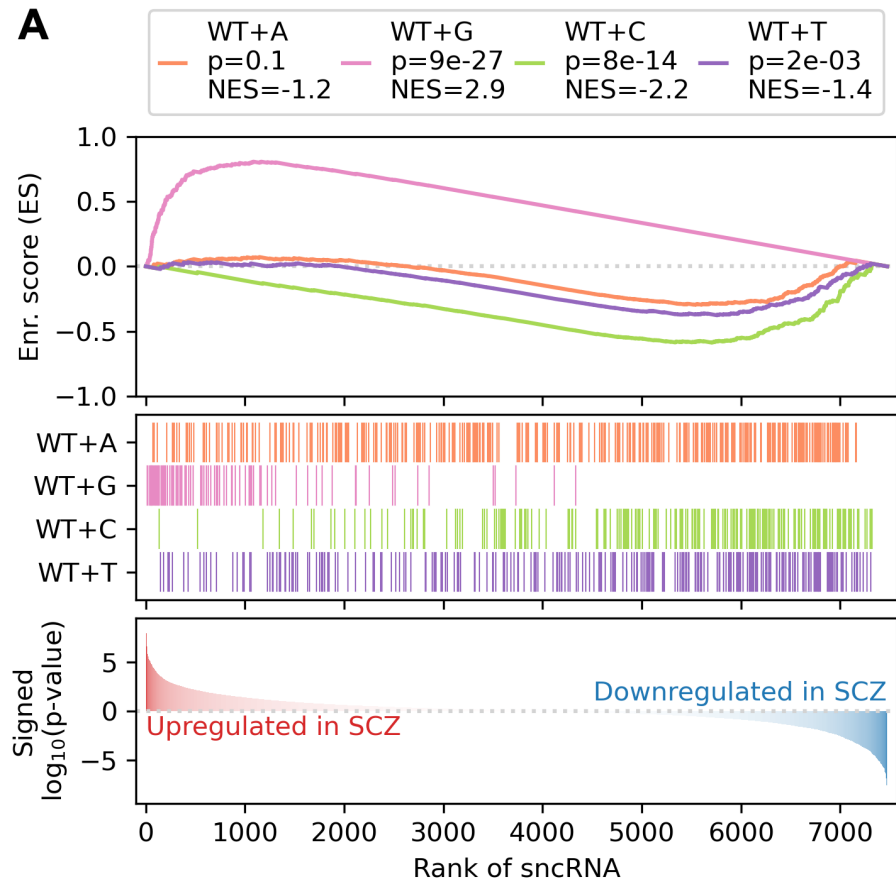 A
WT+A
p=0.1
NES=-1.2
WT+G
p=9e-27
NES=2.9
WT+C
p=8e-14
NES=-2.2
WT+T
p=2e-03
NES=-1.4
Enr. score (ES)
1.0
0.5
0.0
−0.5
−1.0
WT+A
WT+G
WT+C
WT+T
Signed
log₁₀(p-value)
5
0
−5
Upregulated in SCZ
Downregulated in SCZ
0 1000 2000 3000 4000 5000 6000 7000
Rank of sncRNA